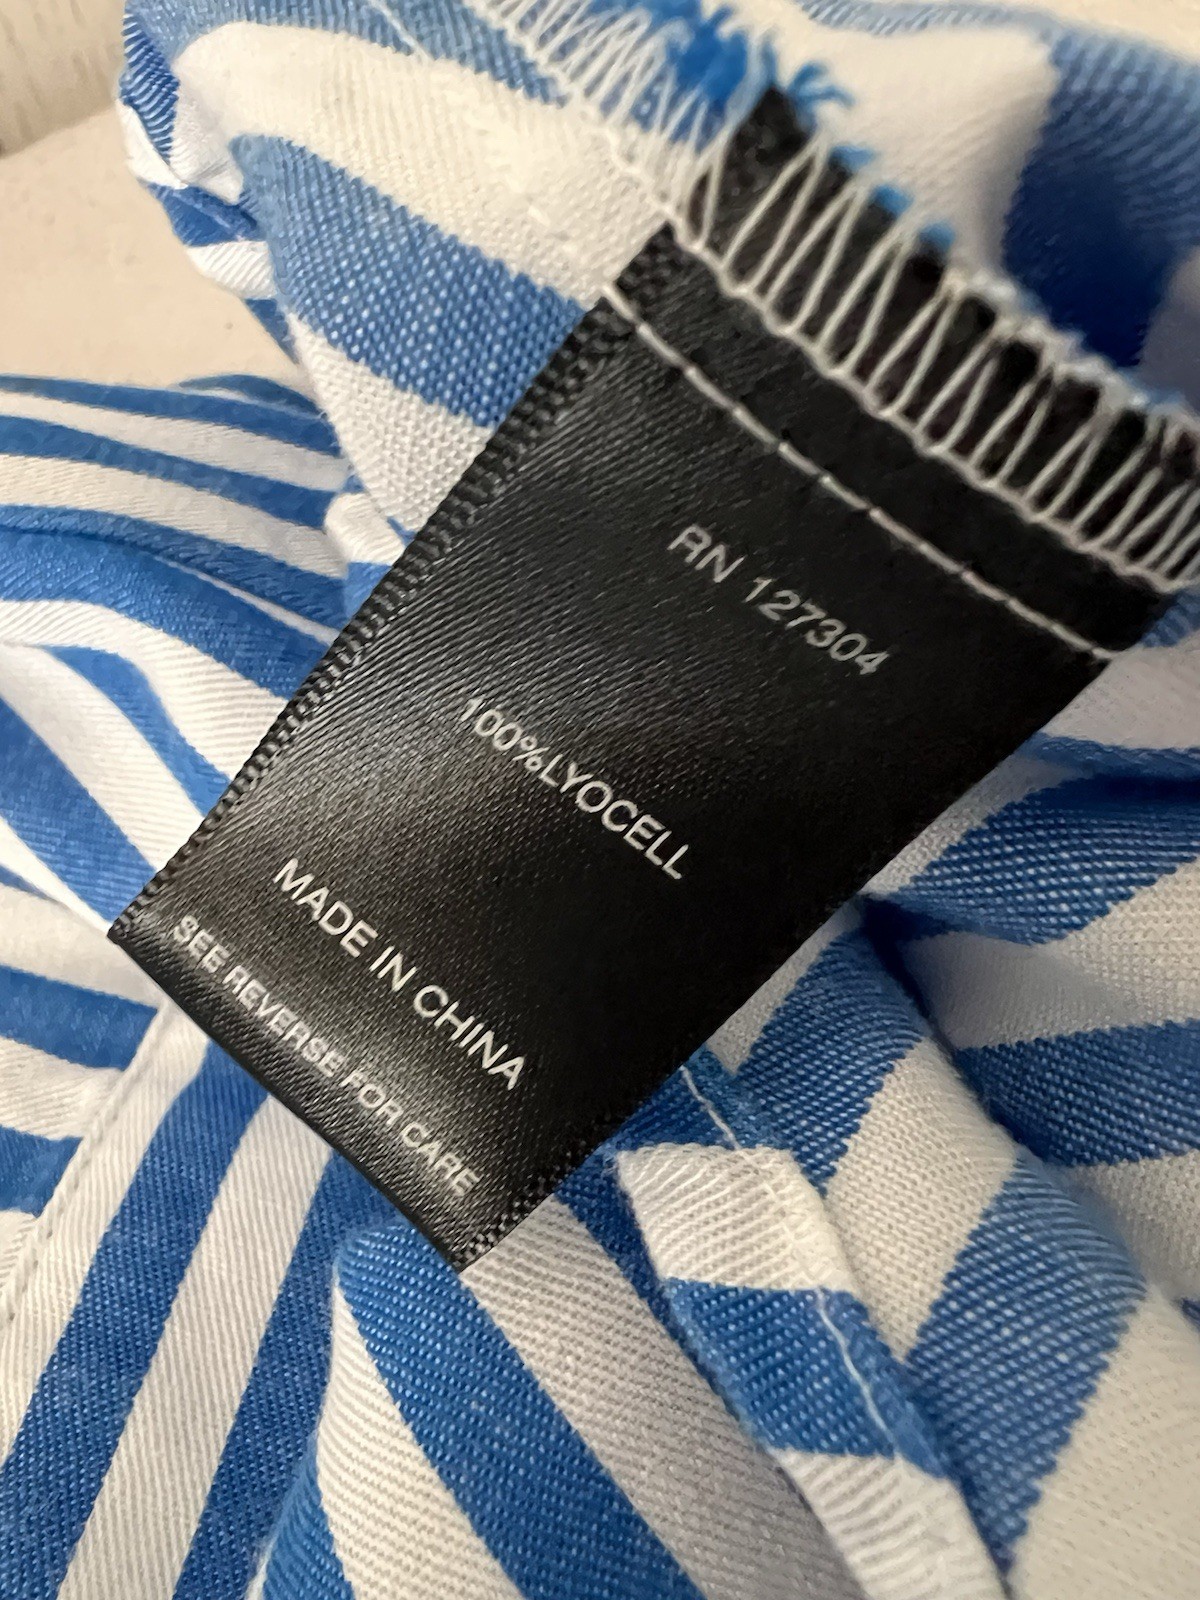 RN 127304
100%LYOCELL
MADE IN CHINA
SEE REVERSE FOR CARE